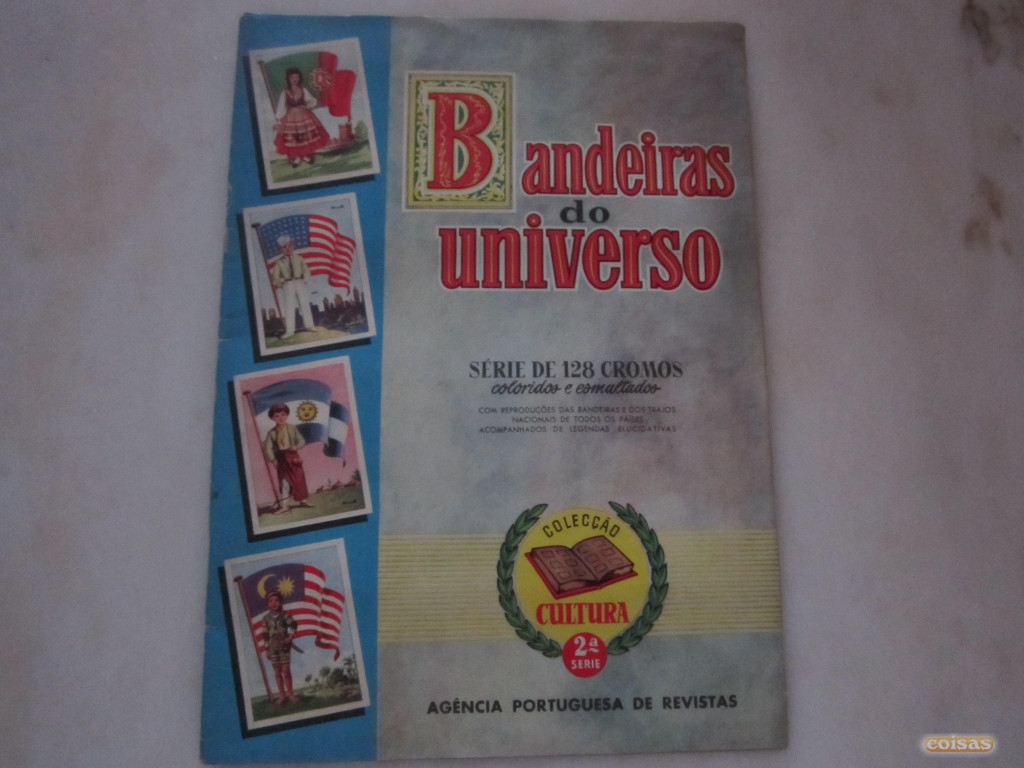 Bandeiras
do
universo
SÉRIE DE 128 CROMOS
coloridos e esmaltados
COM REPRODUÇÕES DAS BANDEIRAS E DOS TRAJOS
NACIONAIS DE TODOS OS PAÍSES
ACOMPANHADOS DE LEGENDAS ELUCIDATIVAS
COLECÇÃO
CULTURA
2ª
SERIE
AGÊNCIA PORTUGUESA DE REVISTAS
coisas